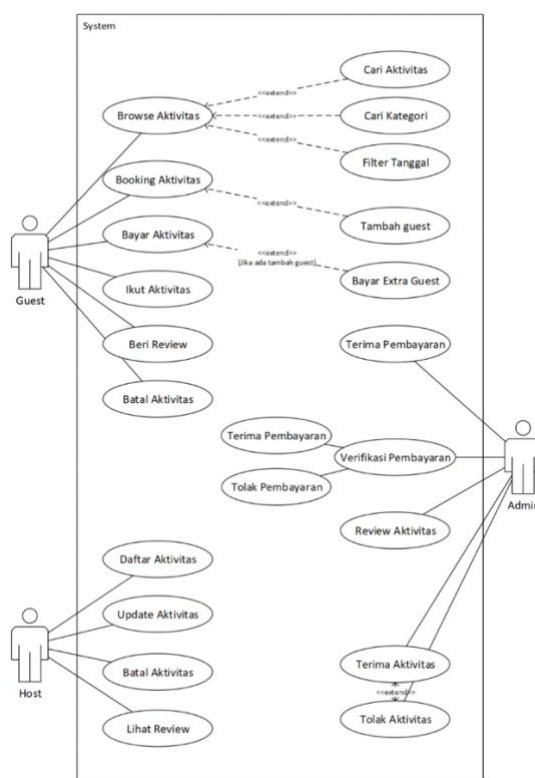 System
Cari Aktivitas
<<extend>>
Browse Aktivitas
<<extend>>
Cari Kategori
<<extend>>
Filter Tanggal
Booking Aktivitas
<<extend>>
Tambah guest
Bayar Aktivitas
<<extend>>
(Jika ada tambah guest)
Bayar Extra Guest
Ikut Aktivitas
Guest
Beri Review
Terima Pembayaran
Batal Aktivitas
Terima Pembayaran
Verifikasi Pembayaran
Tolak Pembayaran
Admin
Review Aktivitas
Daftar Aktivitas
Update Aktivitas
Batal Aktivitas
Terima Aktivitas
Host
<<extend>>
Lihat Review
Tolak Aktivitas